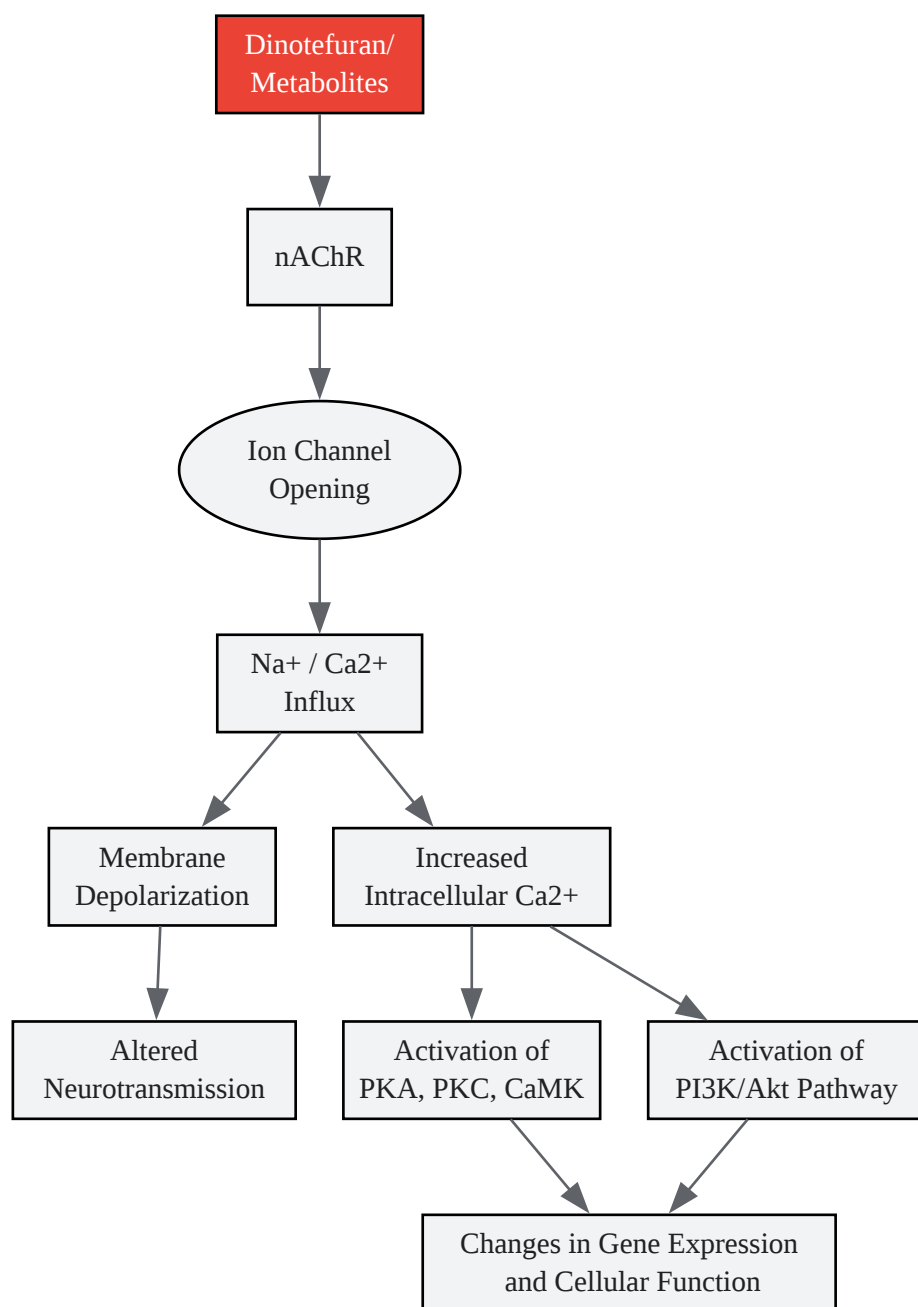 Dinotefuran/
Metabolites
nAChR
Ion Channel
Opening
Na+ / Ca2+
Influx
Membrane
Depolarization
Increased
Intracellular Ca2+
Altered
Neurotransmission
Activation of
PKA, PKC, CaMK
Activation of
PI3K/Akt Pathway
Changes in Gene Expression
and Cellular Function